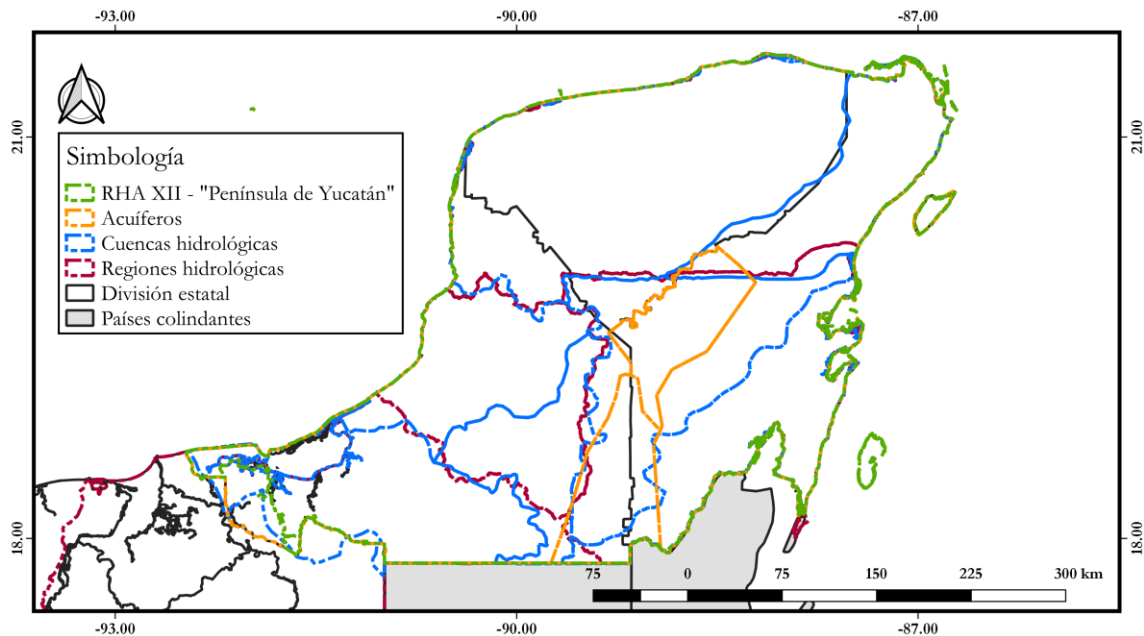 -93.00 -90.00 -87.00
21.00 21.00
Simbología
RHA XII - "Península de Yucatán"
Acuíferos
Cuencas hidrológicas
Regiones hidrológicas
División estatal
Países colindantes
18.00 18.00
75 0 75 150 225 300 km
-93.00 -90.00 -87.00